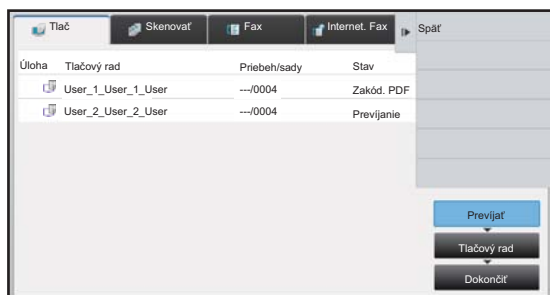 Tlač Skenovať Fax Internet. Fax Späť
Úloha Tlačový rad Priebeh/sady Stav
User_1_User_1_User ---/0004 Zakód. PDF
User_2_User_2_User ---/0004 Prevíjanie
Prevíjať
Tlačový rad
Dokončiť